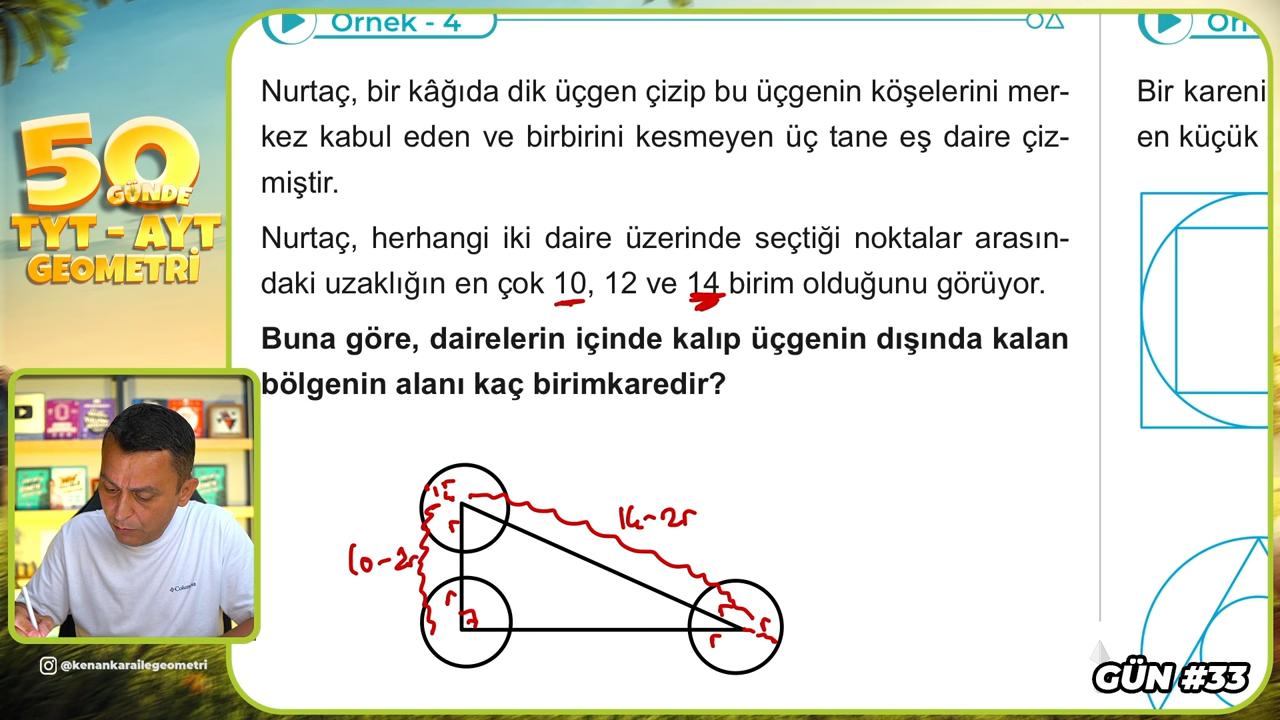 Örnek - 4
Nurtaç, bir kâğıda dik üçgen çizip bu üçgenin köşelerini mer-
kez kabul eden ve birbirini kesmeyen üç tane eş daire çiz-
miştir.
Nurtaç, herhangi iki daire üzerinde seçtiği noktalar arasın-
daki uzaklığın en çok 10, 12 ve 14 birim olduğunu görüyor.
Buna göre, dairelerin içinde kalıp üçgenin dışında kalan
bölgenin alanı kaç birimkaredir?
r
r
14-2r
10-2r
r
r
r
r
Bir kareni
en küçük
50
GÜNDE
TYT - AYT
GEOMETRİ
@kenankarailegeometri
GÜN #33